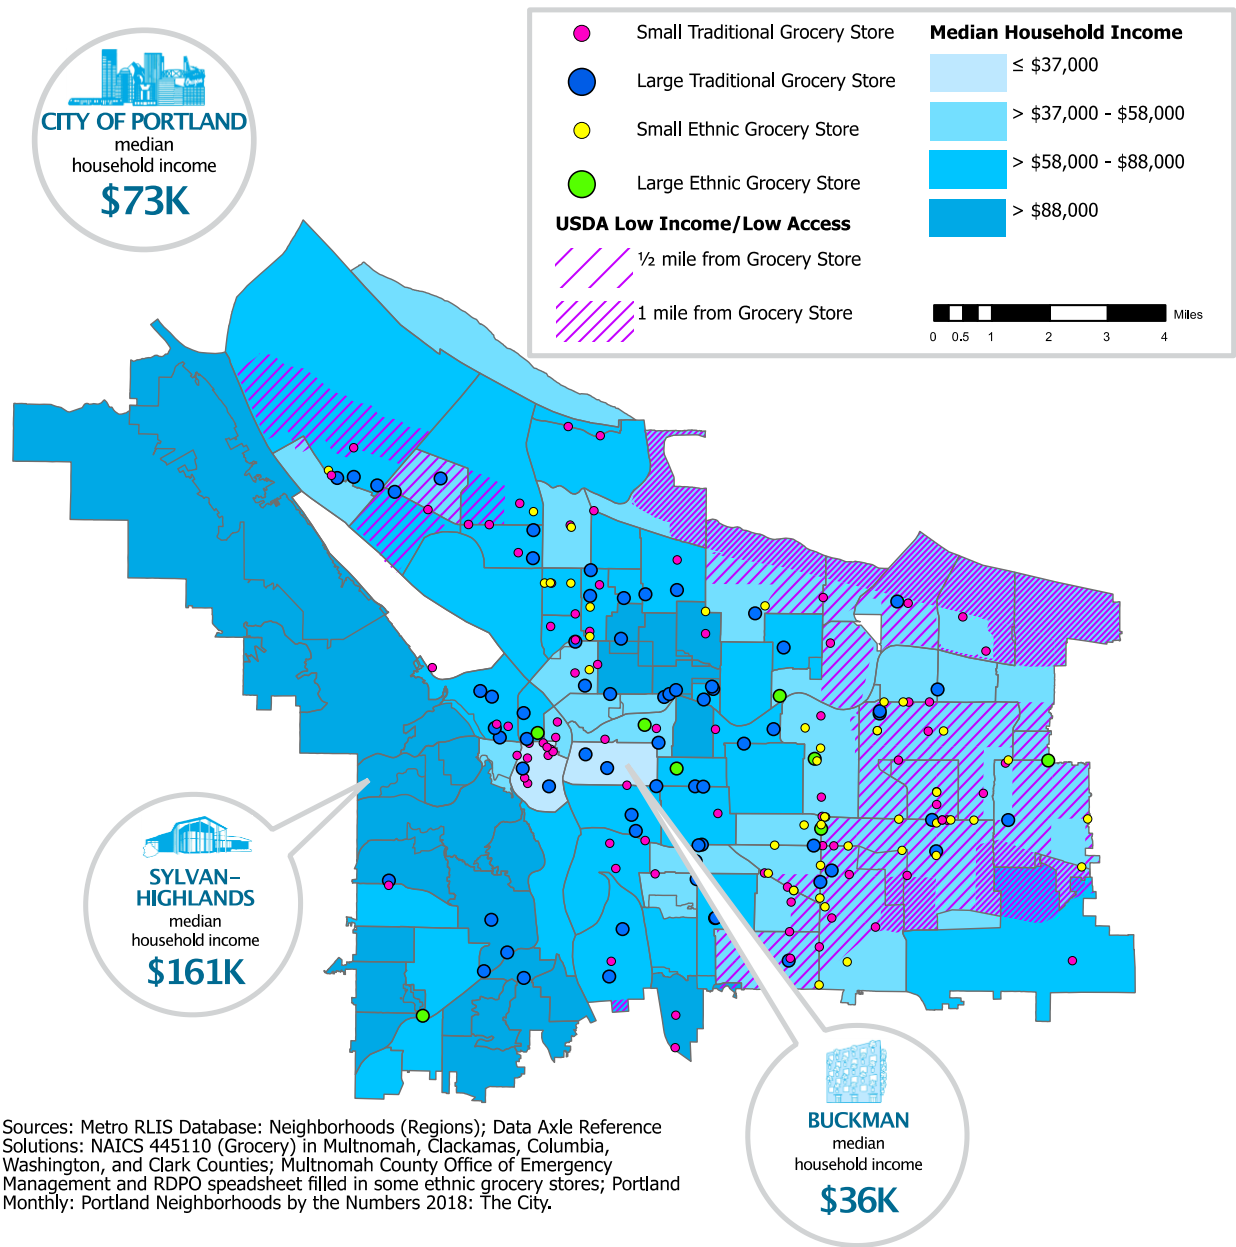 CITY OF PORTLAND
median
household income
$73K
Small Traditional Grocery Store
Large Traditional Grocery Store
Small Ethnic Grocery Store
Large Ethnic Grocery Store
USDA Low Income/Low Access
½ mile from Grocery Store
1 mile from Grocery Store
Median Household Income
≤ $37,000
> $37,000 - $58,000
> $58,000 - $88,000
> $88,000
Miles
0 0.5 1 2 3 4
SYLVAN–
HIGHLANDS
median
household income
$161K
BUCKMAN
median
household income
$36K
Sources: Metro RLIS Database: Neighborhoods (Regions); Data Axle Reference
Solutions: NAICS 445110 (Grocery) in Multnomah, Clackamas, Columbia,
Washington, and Clark Counties; Multnomah County Office of Emergency
Management and RDPO speadsheet filled in some ethnic grocery stores; Portland
Monthly: Portland Neighborhoods by the Numbers 2018: The City.